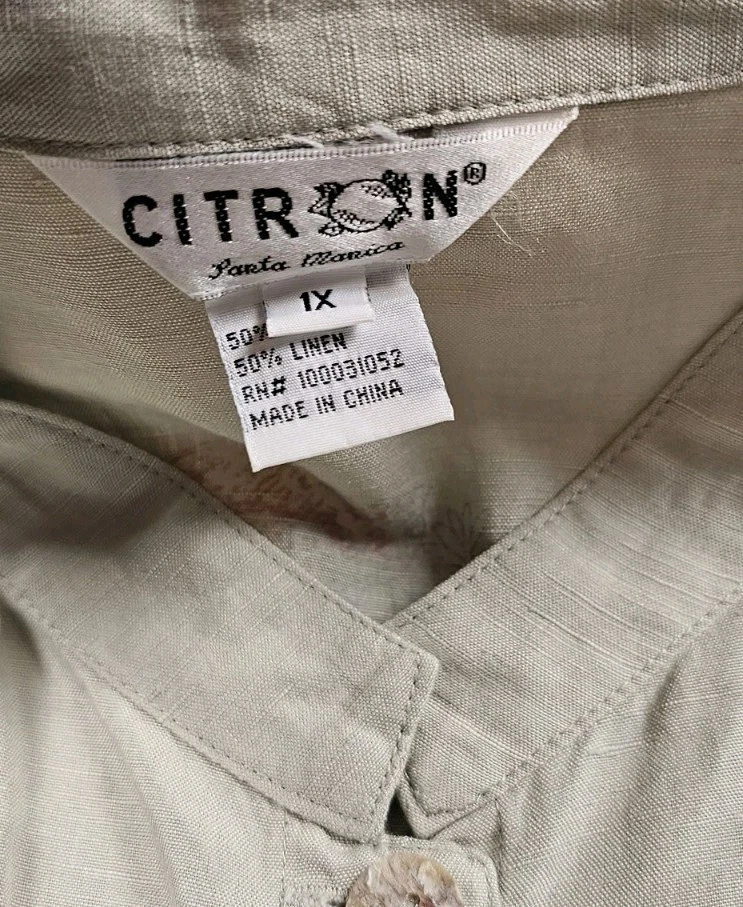 CITRON®
Santa Monica
1X
50%
50% LINEN
RN# 100031052
MADE IN CHINA